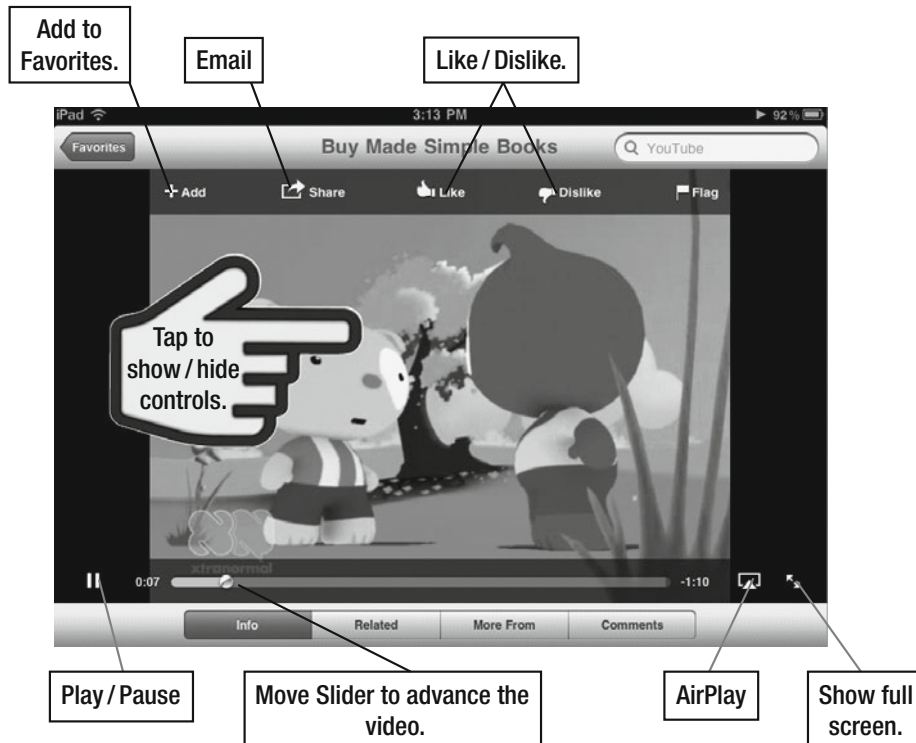 Add to
Favorites.
Email
Like / Dislike.
iPad
3:13 PM
92%
Favorites
Buy Made Simple Books
YouTube
Add
Share
Like
Dislike
Flag
Tap to
show / hide
controls.
xtranormal
0:07
-1:10
Info
Related
More From
Comments
Play / Pause
Move Slider to advance the
video.
AirPlay
Show full
screen.